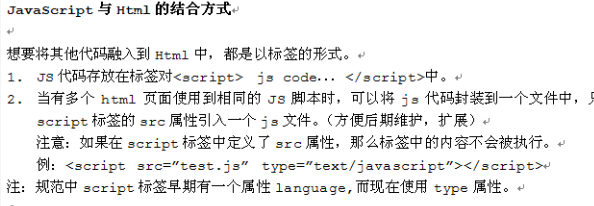 JavaScript 与 Html 的结合方式
想要将其他代码融入到 Html 中，都是以标签的形式。
1. JS 代码存放在标签对<script> js code... </script>中。
2. 当有多个 html 页面使用到相同的 JS 脚本时，可以将 js 代码封装到一个文件中，
script 标签的 src 属性引入一个 js 文件。（方便后期维护，扩展）
注意：如果在 script 标签中定义了 src 属性，那么标签中的内容不会被执行。
例：<script src=”test.js” type=”text/javascript”></script>
注：规范中 script 标签早期有一个属性 language,而现在使用 type 属性。